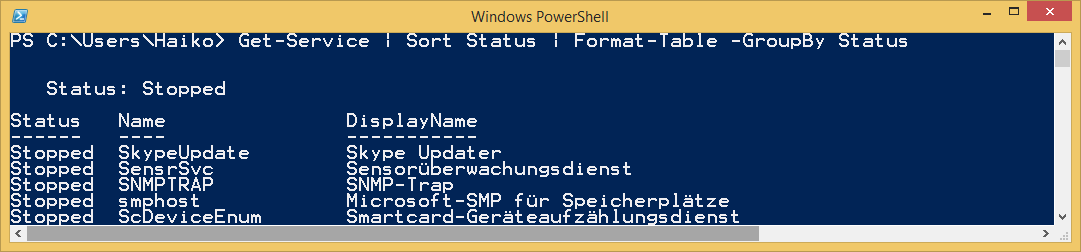 Windows PowerShell
PS C:\Users\Haiko> Get-Service | Sort Status | Format-Table -GroupBy Status
Status: Stopped
Status Name DisplayName
------ ---- -----------
Stopped SkypeUpdate Skype Updater
Stopped SensrSvc Sensorüberwachungsdienst
Stopped SNMPTRAP SNMP-Trap
Stopped smphost Microsoft-SMP für Speicherplätze
Stopped ScDeviceEnum Smartcard-Geräteaufzählungsdienst